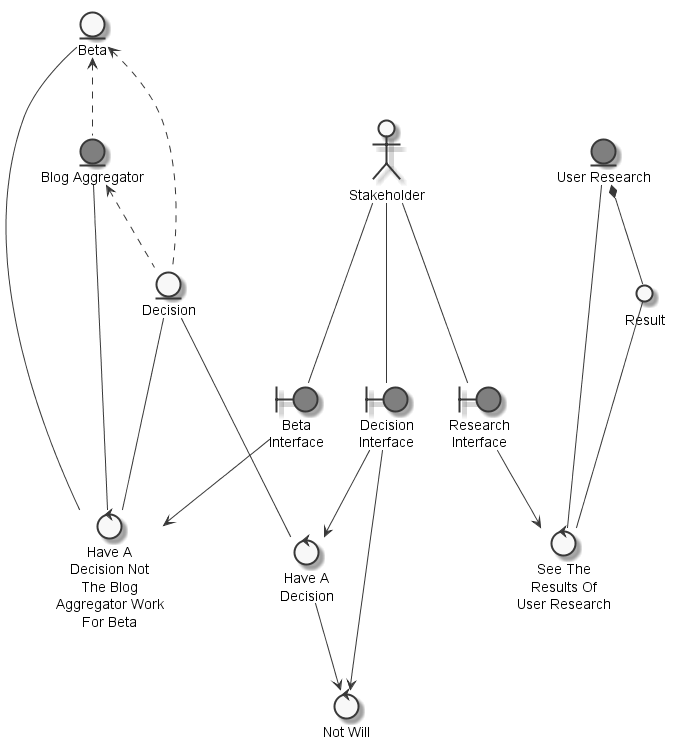 Beta
Blog Aggregator
Stakeholder
User Research
Decision
Result
Beta
Interface
Decision
Interface
Research
Interface
Have A
Decision Not
The Blog
Aggregator Work
For Beta
Have A
Decision
See The
Results Of
User Research
Not Will